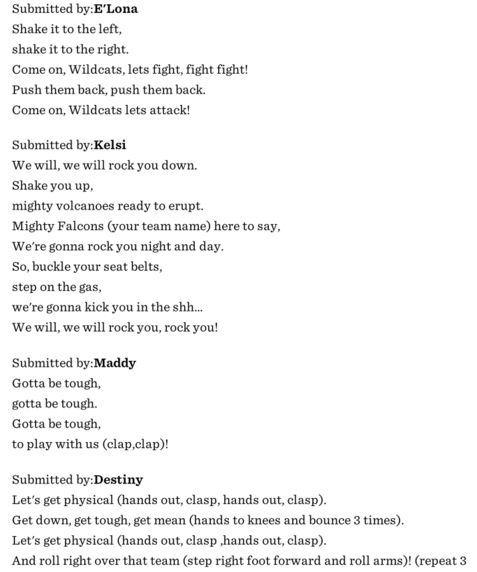 Submitted by:E'Lona
Shake it to the left,
shake it to the right.
Come on, Wildcats, lets fight, fight fight!
Push them back, push them back.
Come on, Wildcats lets attack!
Submitted by:Kelsi
We will, we will rock you down.
Shake you up,
mighty volcanoes ready to erupt.
Mighty Falcons (your team name) here to say,
We're gonna rock you night and day.
So, buckle your seat belts,
step on the gas,
we're gonna kick you in the shh...
We will, we will rock you, rock you!
Submitted by:Maddy
Gotta be tough,
gotta be tough.
Gotta be tough,
to play with us (clap,clap)!
Submitted by:Destiny
Let's get physical (hands out, clasp, hands out, clasp).
Get down, get tough, get mean (hands to knees and bounce 3 times).
Let's get physical (hands out, clasp ,hands out, clasp).
And roll right over that team (step right foot forward and roll arms)! (repeat 3